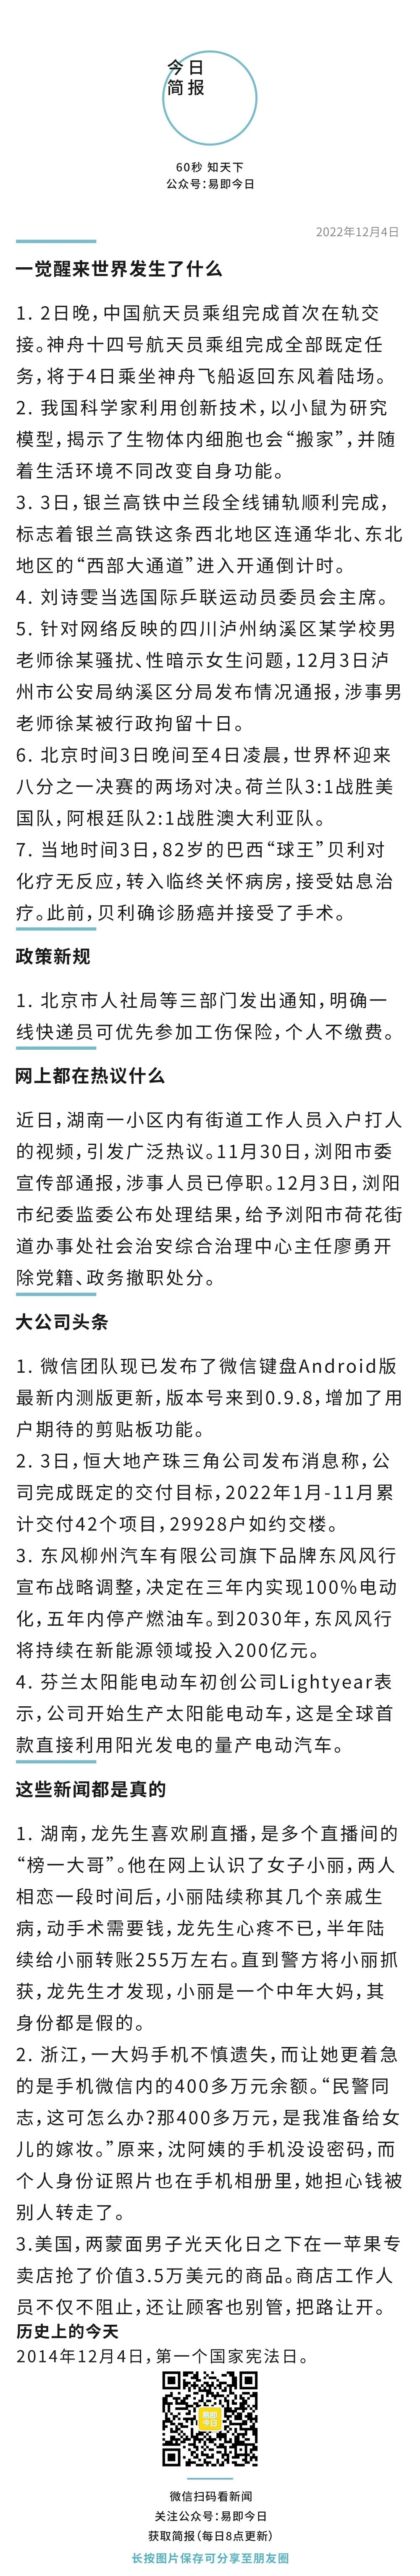 今日
简报
60秒 知天下
公众号：易即今日
2022年12月4日
一觉醒来世界发生了什么
1. 2日晚，中国航天员乘组完成首次在轨交
接。神舟十四号航天员乘组完成全部既定任
务，将于4日乘坐神舟飞船返回东风着陆场。
2. 我国科学家利用创新技术，以小鼠为研究
模型，揭示了生物体内细胞也会“搬家”，并随
着生活环境不同改变自身功能。
3. 3日，银兰高铁中兰段全线铺轨顺利完成，
标志着银兰高铁这条西北地区连通华北、东北
地区的“西部大通道”进入开通倒计时。
4. 刘诗雯当选国际乒联运动员委员会主席。
5. 针对网络反映的四川泸州纳溪区某学校男
老师徐某骚扰、性暗示女生问题，12月3日泸
州市公安局纳溪区分局发布情况通报，涉事男
老师徐某被行政拘留十日。
6. 北京时间3日晚间至4日凌晨，世界杯迎来
八分之一决赛的两场对决。荷兰队3:1战胜美
国队，阿根廷队2:1战胜澳大利亚队。
7. 当地时间3日，82岁的巴西“球王”贝利对
化疗无反应，转入临终关怀病房，接受姑息治
疗。此前，贝利确诊肠癌并接受了手术。
政策新规
1. 北京市人社局等三部门发出通知，明确一
线快递员可优先参加工伤保险，个人不缴费。
网上都在热议什么
近日，湖南一小区内有街道工作人员入户打人
的视频，引发广泛热议。11月30日，浏阳市委
宣传部通报，涉事人员已停职。12月3日，浏阳
市纪委监委公布处理结果，给予浏阳市荷花街
道办事处社会治安综合治理中心主任廖勇开
除党籍、政务撤职处分。
大公司头条
1. 微信团队现已发布了微信键盘Android版
最新内测版更新，版本号来到0.9.8，增加了用
户期待的剪贴板功能。
2. 3日，恒大地产珠三角公司发布消息称，公
司完成既定的交付目标，2022年1月-11月累
计交付42个项目，29928户如约交楼。
3. 东风柳州汽车有限公司旗下品牌东风风行
宣布战略调整，决定在三年内实现100%电动
化，五年内停产燃油车。到2030年，东风风行
将持续在新能源领域投入200亿元。
4. 芬兰太阳能电动车初创公司Lightyear表
示，公司开始生产太阳能电动车，这是全球首
款直接利用阳光发电的量产电动汽车。
这些新闻都是真的
1. 湖南，龙先生喜欢刷直播，是多个直播间的
“榜一大哥”。他在网上认识了女子小丽，两人
相恋一段时间后，小丽陆续称其几个亲戚生
病，动手术需要钱，龙先生心疼不已，半年陆
续给小丽转账255万左右。直到警方将小丽抓
获，龙先生才发现，小丽是一个中年大妈，其
身份都是假的。
2. 浙江，一大妈手机不慎遗失，而让她更着急
的是手机微信内的400多万元余额。“民警同
志，这可怎么办？那400多万元，是我准备给女
儿的嫁妆。”原来，沈阿姨的手机没设密码，而
个人身份证照片也在手机相册里，她担心钱被
别人转走了。
3.美国，两蒙面男子光天化日之下在一苹果专
卖店抢了价值3.5万美元的商品。商店工作人
员不仅不阻止，还让顾客也别管，把路让开。
历史上的今天
2014年12月4日，第一个国家宪法日。
易即
今日
微信扫码看新闻
关注公众号：易即今日
获取简报（每日8点更新）
长按图片保存可分享至朋友圈